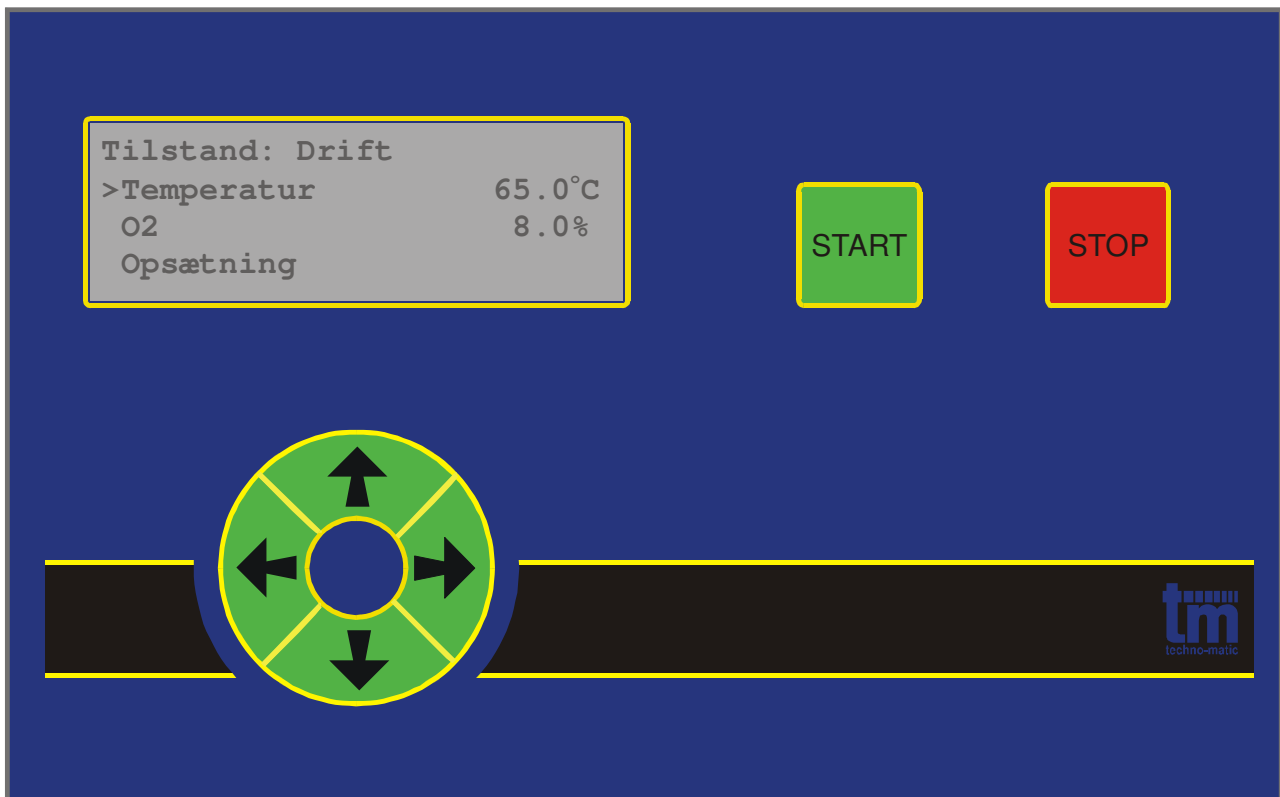 Tilstand: Drift
>Temperatur 65.0°C
O2 8.0%
Opsætning
START
STOP
tm
techno-matic